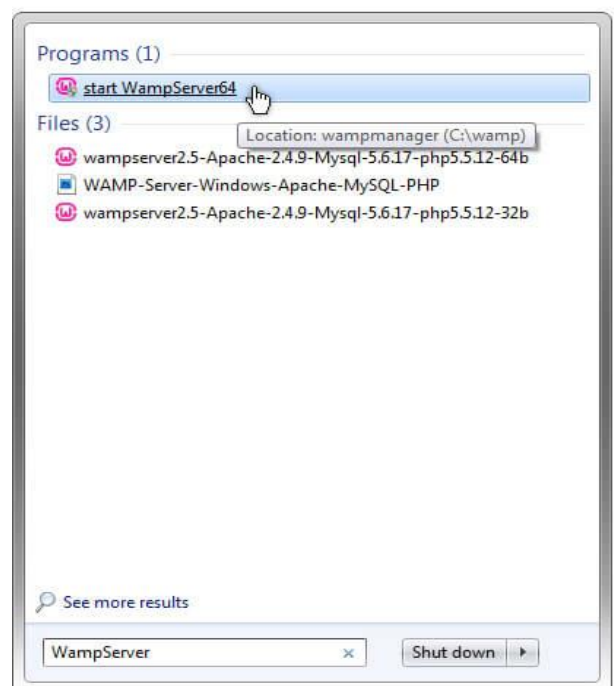 Programs (1)
start WampServer64
Files (3)
Location: wampmanager (C:\wamp)
wampserver2.5-Apache-2.4.9-Mysql-5.6.17-php5.5.12-64b
WAMP-Server-Windows-Apache-MySQL-PHP
wampserver2.5-Apache-2.4.9-Mysql-5.6.17-php5.5.12-32b
See more results
WampServer
Shut down